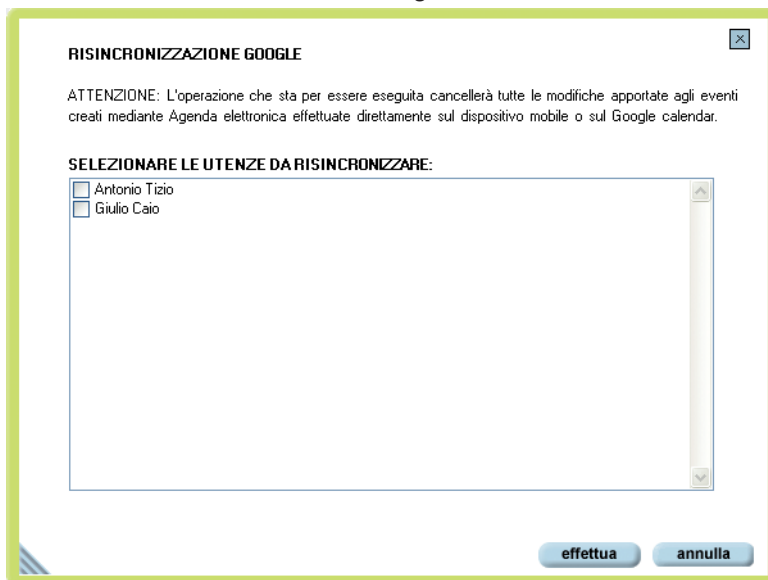 RISINCRONIZZAZIONE GOOGLE
ATTENZIONE: L'operazione che sta per essere eseguita cancellerà tutte le modifiche apportate agli eventi
creati mediante Agenda elettronica effettuate direttamente sul dispositivo mobile o sul Google calendar.
SELEZIONARE LE UTENZE DA RISINCRONIZZARE:
Antonio Tizio
Giulio Caio
effettua annulla